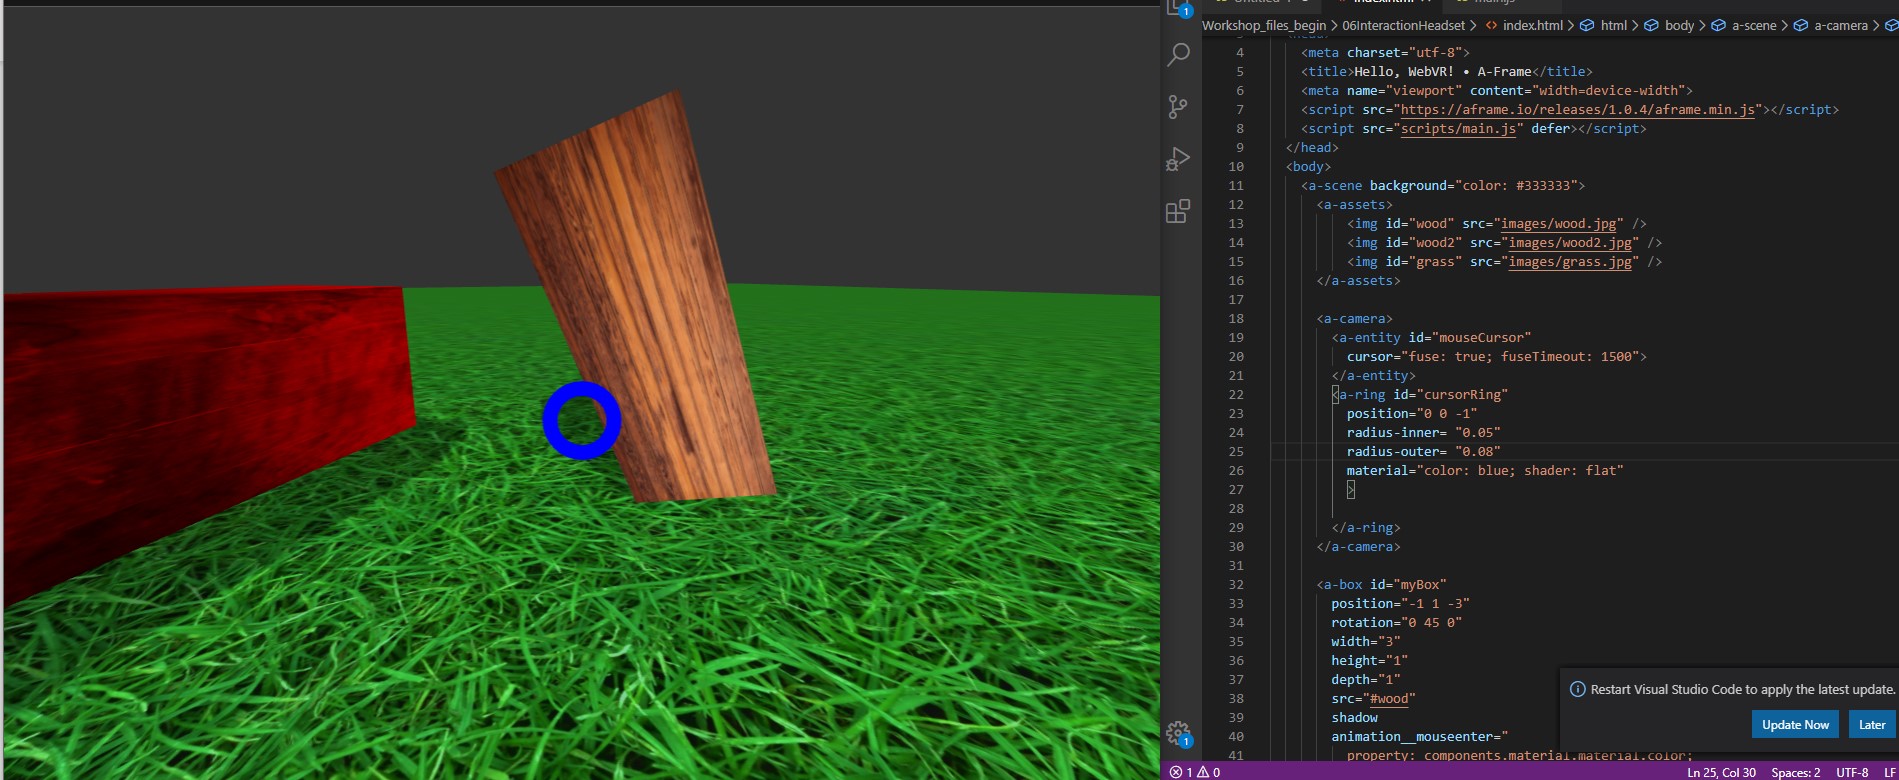 index.html
main.js
1
Workshop_files_begin > 06InteractionHeadset > <> index.html > html > body > a-scene > a-camera >
4 <meta charset="utf-8">
5 <title>Hello, WebVR! • A-Frame</title>
6 <meta name="viewport" content="width=device-width">
7 <script src="https://aframe.io/releases/1.0.4/aframe.min.js"></script>
8 <script src="scripts/main.js" defer></script>
9 </head>
10 <body>
11 <a-scene background="color: #333333">
12 <a-assets>
13 <img id="wood" src="images/wood.jpg" />
14 <img id="wood2" src="images/wood2.jpg" />
15 <img id="grass" src="images/grass.jpg" />
16 </a-assets>
17
18 <a-camera>
19 <a-entity id="mouseCursor"
20 cursor="fuse: true; fuseTimeout: 1500">
21 </a-entity>
22 <a-ring id="cursorRing"
23 position="0 0 -1"
24 radius-inner= "0.05"
25 radius-outer= "0.08"
26 material="color: blue; shader: flat"
27 >
28
29 </a-ring>
30 </a-camera>
31
32 <a-box id="myBox"
33 position="-1 1 -3"
34 rotation="0 45 0"
35 width="3"
36 height="1"
37 depth="1"
38 src="#wood"
39 shadow
40 animation__mouseenter="
41 property: components.material.material.color;
Restart Visual Studio Code to apply the latest update.
Update Now Later
1
1 0 Ln 25, Col 30 Spaces: 2 UTF-8 LF